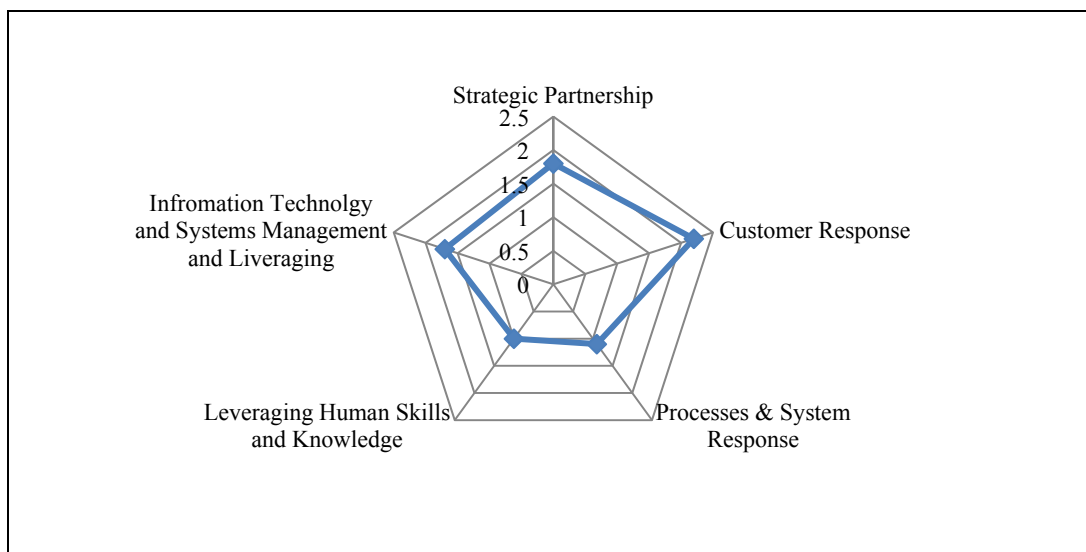 Strategic Partnership
2.5
2
1.5
1
0.5
0
Infromation Technolgy
and Systems Management
and Liveraging
Customer Response
Leveraging Human Skills
and Knowledge
Processes & System
Response